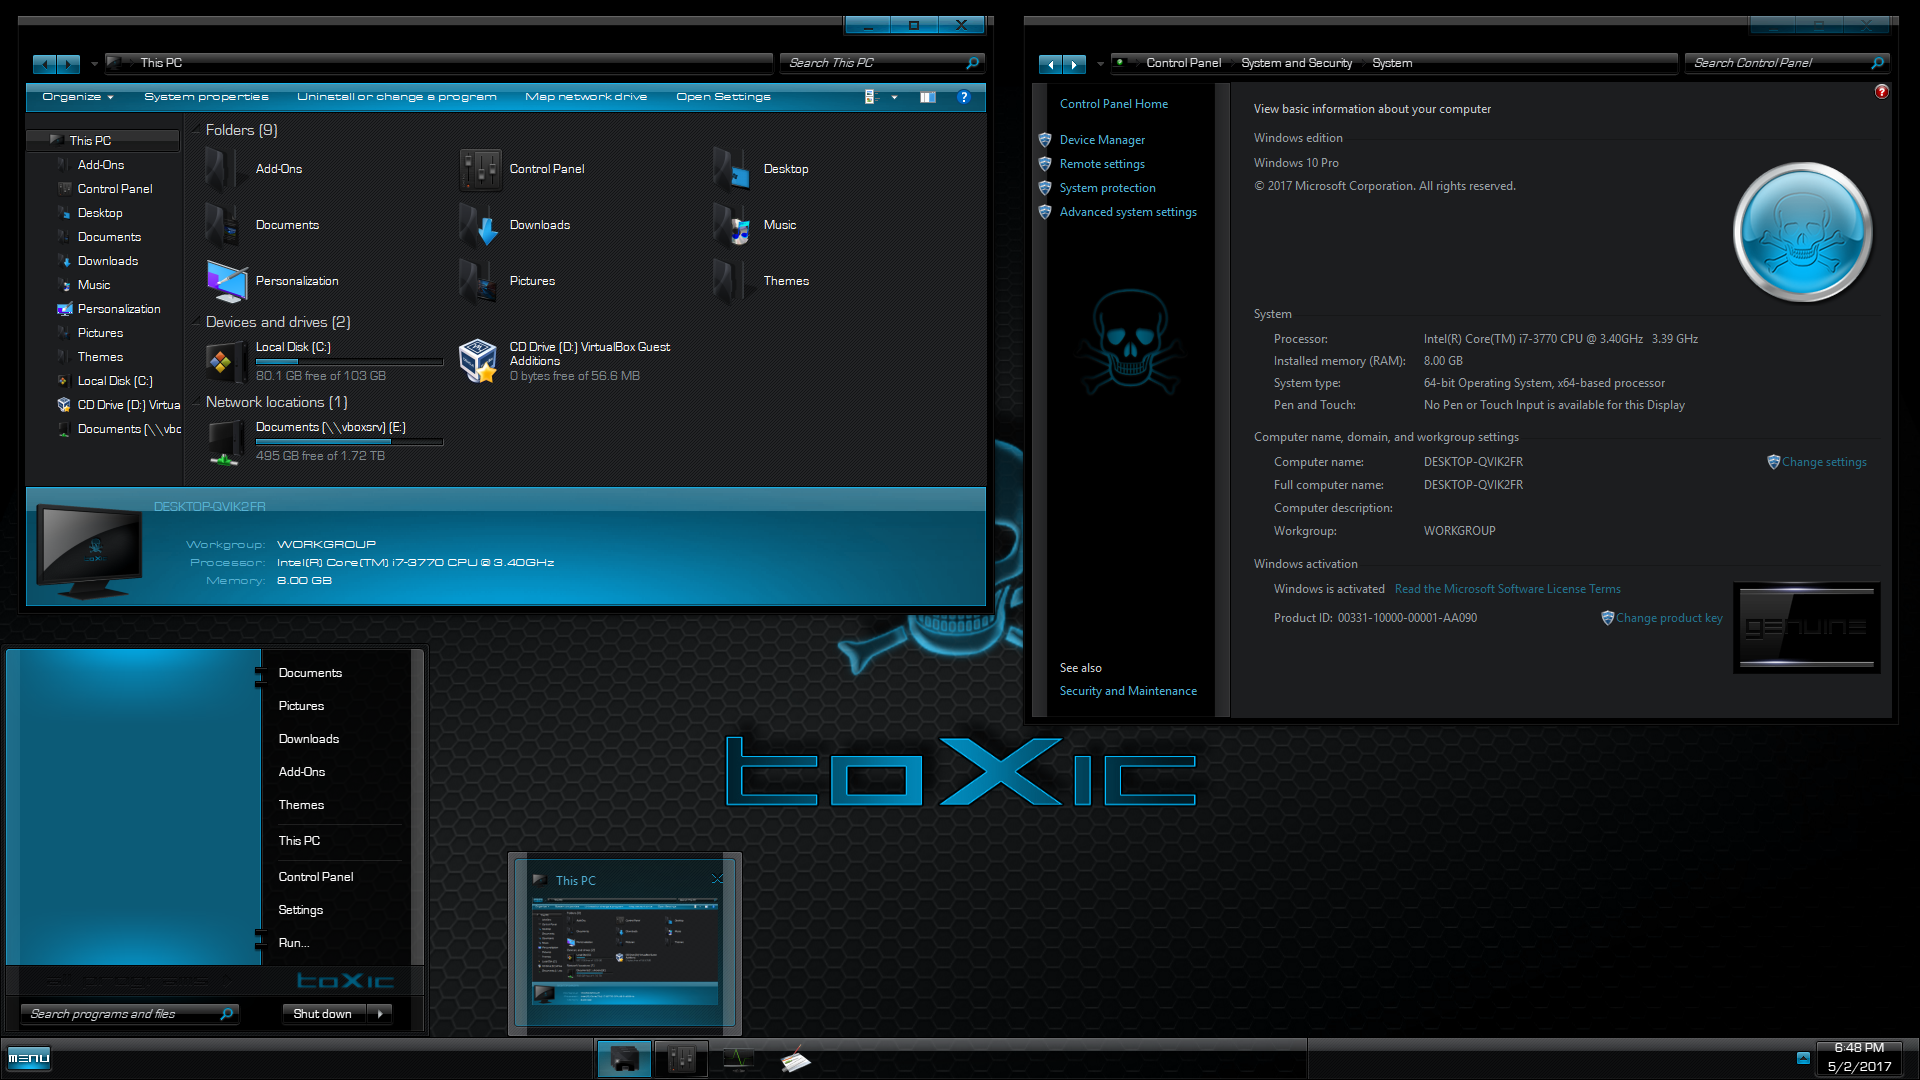 This PC
Search This PC
Organize
System properties
Uninstall or change a program
Map network drive
Open Settings
This PC
Add-Ons
Control Panel
Desktop
Documents
Downloads
Music
Personalization
Pictures
Themes
Local Disk (C:)
CD Drive (D:) Virtua
Documents (\\vbc
Folders (9)
Add-Ons
Control Panel
Desktop
Documents
Downloads
Music
Personalization
Pictures
Themes
Devices and drives (2)
Local Disk (C:)
80.1 GB free of 103 GB
CD Drive (D:) VirtualBox Guest
Additions
0 bytes free of 56.6 MB
Network locations (1)
Documents (\\vboxsrv) (E:)
495 GB free of 1.72 TB
DESKTOP-QVIK2FR
Workgroup: WORKGROUP
Processor: Intel(R) Core(TM) i7-3770 CPU @ 3.40GHz
Memory: 8.00 GB
toxic
Control Panel
System and Security
System
Search Control Panel
Control Panel Home
Device Manager
Remote settings
System protection
Advanced system settings
See also
Security and Maintenance
View basic information about your computer
Windows edition
Windows 10 Pro
© 2017 Microsoft Corporation. All rights reserved.
System
Processor: Intel(R) Core(TM) i7-3770 CPU @ 3.40GHz 3.39 GHz
Installed memory (RAM): 8.00 GB
System type: 64-bit Operating System, x64-based processor
Pen and Touch: No Pen or Touch Input is available for this Display
Computer name, domain, and workgroup settings
Computer name: DESKTOP-QVIK2FR
Change settings
Full computer name: DESKTOP-QVIK2FR
Computer description:
Workgroup: WORKGROUP
Windows activation
Windows is activated Read the Microsoft Software License Terms
Product ID: 00331-10000-00001-AA090
Change product key
genuine
Documents
Pictures
Downloads
Add-Ons
Themes
This PC
Control Panel
Settings
Run...
toxic
Search programs and files
Shut down
toXic
This PC
MENU
6:48 PM
5/2/2017